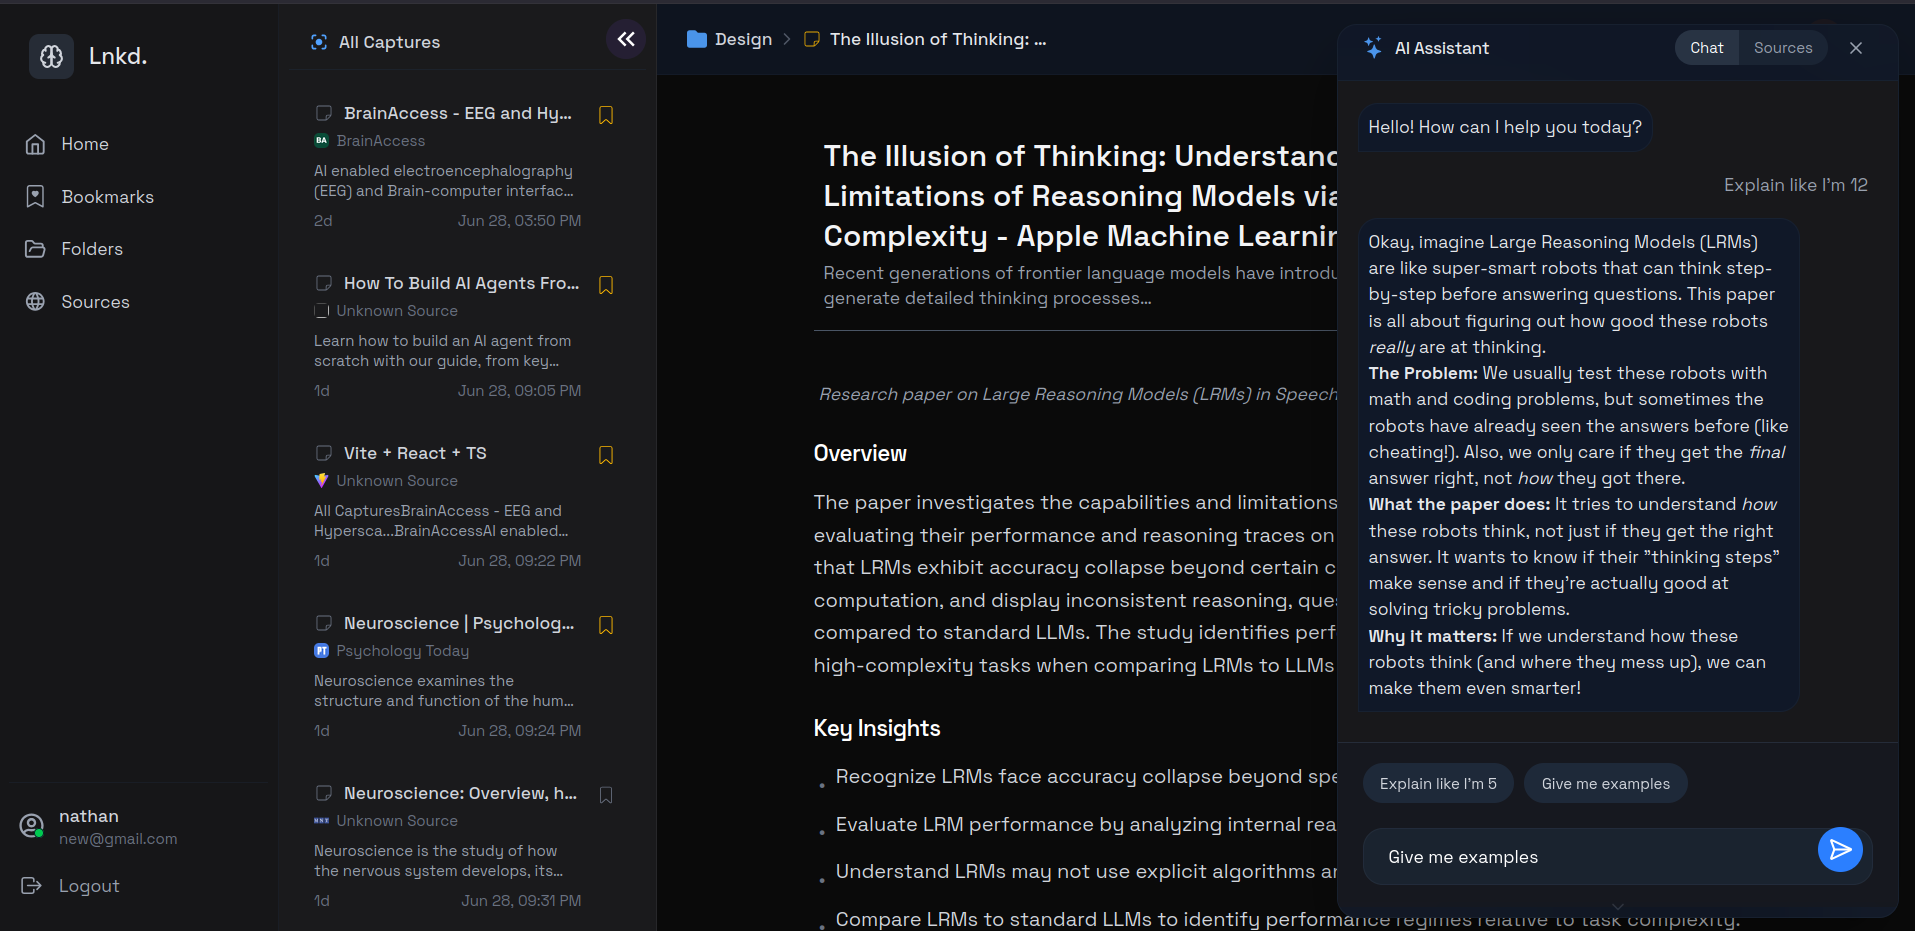 Lnkd.
Home
Bookmarks
Folders
Sources
nathan
new@gmail.com
Logout
All Captures
BrainAccess - EEG and Hy...
BA BrainAccess
AI enabled electroencephalography
(EEG) and Brain-computer interfac...
2d Jun 28, 03:50 PM
How To Build AI Agents Fro...
Unknown Source
Learn how to build an AI agent from
scratch with our guide, from key...
1d Jun 28, 09:05 PM
Vite + React + TS
Unknown Source
All CapturesBrainAccess - EEG and
Hypersca...BrainAccessAI enabled...
1d Jun 28, 09:22 PM
Neuroscience | Psycholog...
PT Psychology Today
Neuroscience examines the
structure and function of the hum...
1d Jun 28, 09:24 PM
Neuroscience: Overview, h...
Unknown Source
Neuroscience is the study of how
the nervous system develops, its...
1d Jun 28, 09:31 PM
Design > The Illusion of Thinking: ...
The Illusion of Thinking: Understand
Limitations of Reasoning Models via
Complexity - Apple Machine Learnin
Recent generations of frontier language models have introdu
generate detailed thinking processes...
Research paper on Large Reasoning Models (LRMs) in Speech
Overview
The paper investigates the capabilities and limitations
evaluating their performance and reasoning traces on
that LRMs exhibit accuracy collapse beyond certain c
computation, and display inconsistent reasoning, ques
compared to standard LLMs. The study identifies perf
high-complexity tasks when comparing LRMs to LLMs
Key Insights
Recognize LRMs face accuracy collapse beyond spe
Evaluate LRM performance by analyzing internal rea
Understand LRMs may not use explicit algorithms ar
Compare LRMs to standard LLMs to identify performance regimes relative to task complexity.
AI Assistant
Chat Sources
Hello! How can I help you today?
Explain like I'm 12
Okay, imagine Large Reasoning Models (LRMs)
are like super-smart robots that can think step-
by-step before answering questions. This paper
is all about figuring out how good these robots
really are at thinking.
The Problem: We usually test these robots with
math and coding problems, but sometimes the
robots have already seen the answers before (like
cheating!). Also, we only care if they get the final
answer right, not how they got there.
What the paper does: It tries to understand how
these robots think, not just if they get the right
answer. It wants to know if their "thinking steps"
make sense and if they're actually good at
solving tricky problems.
Why it matters: If we understand how these
robots think (and where they mess up), we can
make them even smarter!
Explain like I'm 5
Give me examples
Give me examples